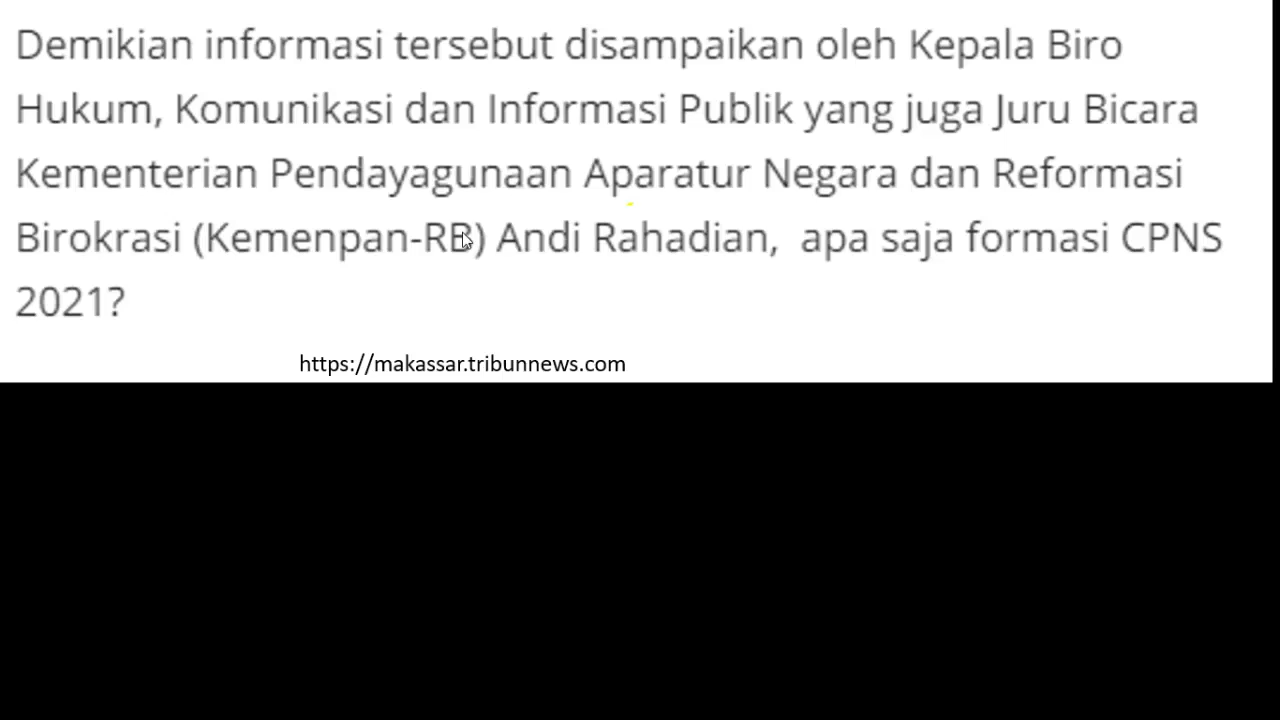 Demikian informasi tersebut disampaikan oleh Kepala Biro
Hukum, Komunikasi dan Informasi Publik yang juga Juru Bicara
Kementerian Pendayagunaan Aparatur Negara dan Reformasi
Birokrasi (Kemenpan-RB) Andi Rahadian,  apa saja formasi CPNS
2021?
https://makassar.tribunnews.com